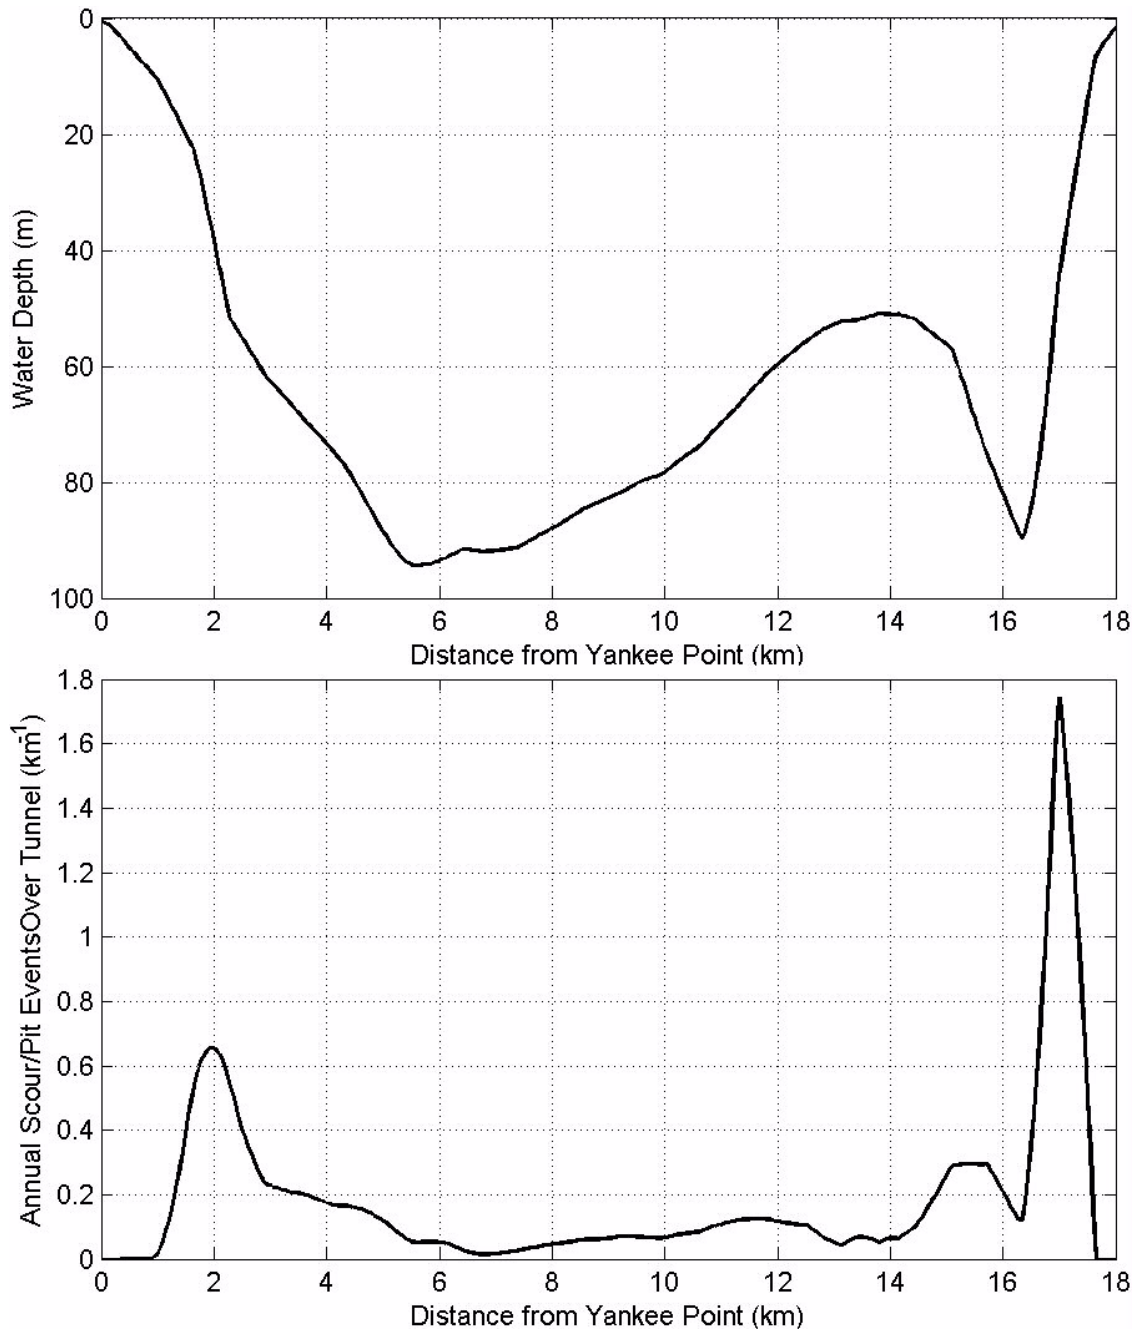 0
20
40
60
80
100
Water Depth (m)
0 2 4 6 8 10 12 14 16 18
Distance from Yankee Point (km)
1.8
1.6
1.4
1.2
1
0.8
0.6
0.4
0.2
0
Annual Scour/Pit EventsOver Tunnel (km-1)
0 2 4 6 8 10 12 14 16 18
Distance from Yankee Point (km)